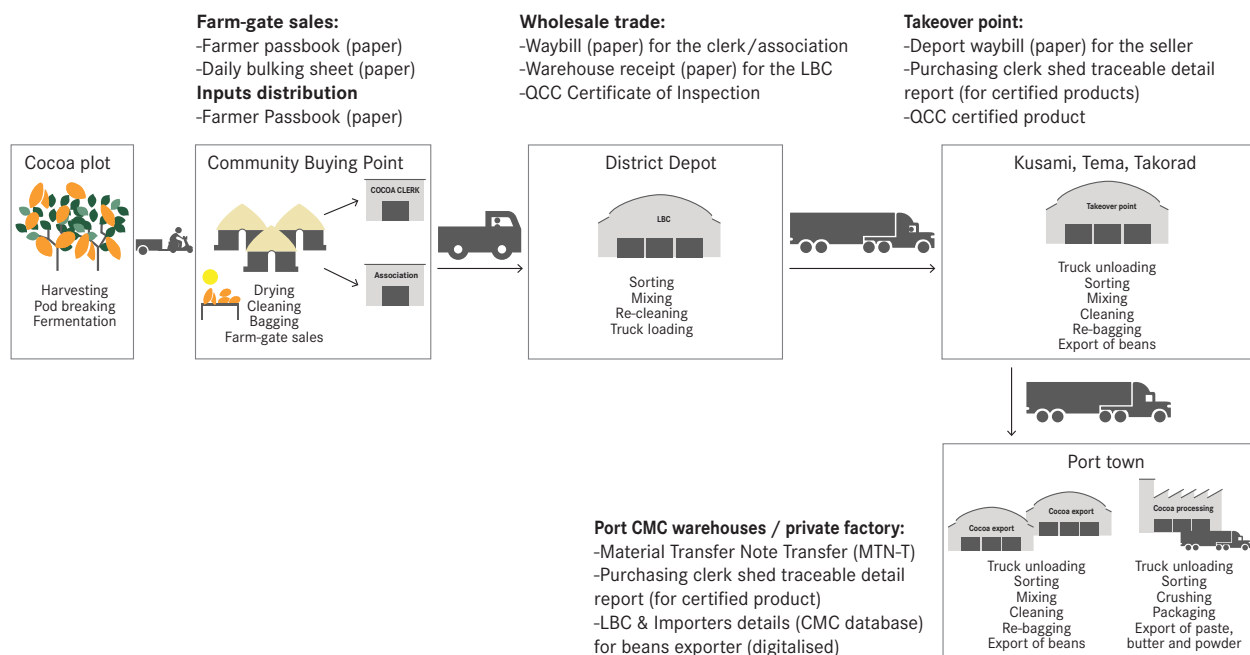 Farm-gate sales:
-Farmer passbook (paper)
-Daily bulking sheet (paper)
Inputs distribution
-Farmer Passbook (paper)
Wholesale trade:
-Waybill (paper) for the clerk/association
-Warehouse receipt (paper) for the LBC
-QCC Certificate of Inspection
Takeover point:
-Deport waybill (paper) for the seller
-Purchasing clerk shed traceable detail
report (for certified products)
-QCC certified product
Cocoa plot
Harvesting
Pod breaking
Fermentation
Community Buying Point
COCOA CLERK
Association
Drying
Cleaning
Bagging
Farm-gate sales
District Depot
LBC
Sorting
Mixing
Re-cleaning
Truck loading
Kusami, Tema, Takorad
Takeover point
Truck unloading
Sorting
Mixing
Cleaning
Re-bagging
Export of beans
Port town
Cocoa export
Cocoa export
Cocoa processing
Truck unloading
Sorting
Mixing
Cleaning
Re-bagging
Export of beans
Truck unloading
Sorting
Crushing
Packaging
Export of paste,
butter and powder
Port CMC warehouses / private factory:
-Material Transfer Note Transfer (MTN-T)
-Purchasing clerk shed traceable detail
report (for certified product)
-LBC & Importers details (CMC database)
for beans exporter (digitalised)